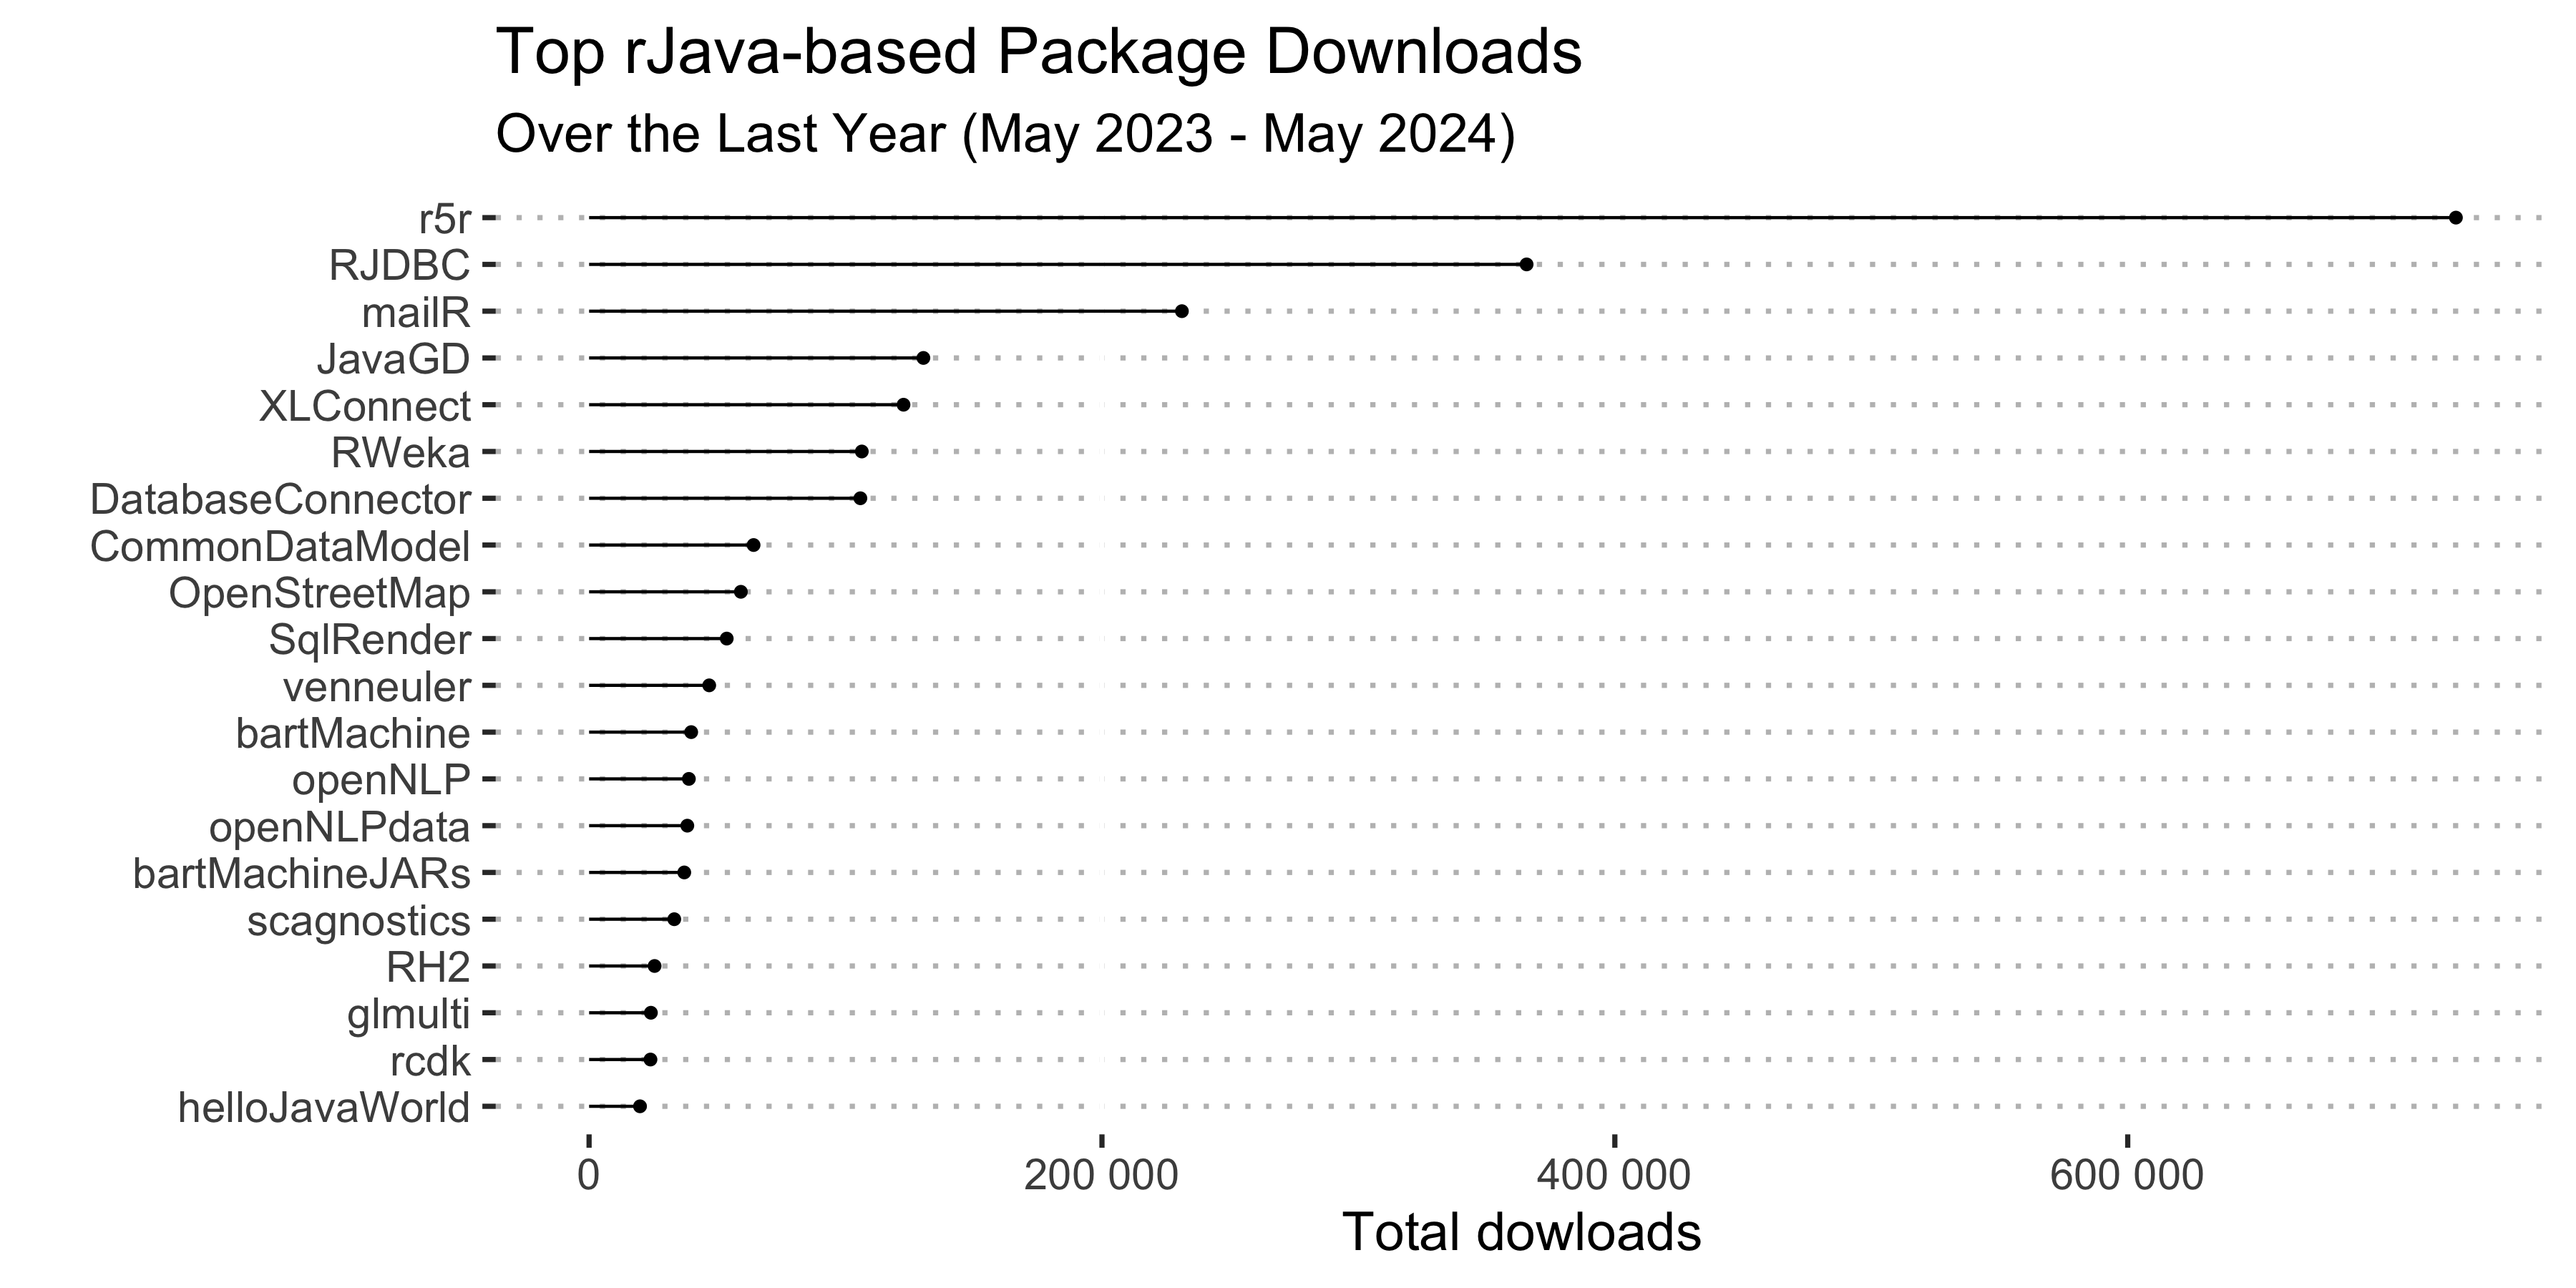 Top rJava-based Package Downloads
Over the Last Year (May 2023 - May 2024)
r5r
RJDBC
mailR
JavaGD
XLConnect
RWeka
DatabaseConnector
CommonDataModel
OpenStreetMap
SqlRender
venneuler
bartMachine
openNLP
openNLPdata
bartMachineJARs
scagnostics
RH2
glmulti
rcdk
helloJavaWorld
0 200 000 400 000 600 000
Total dowloads